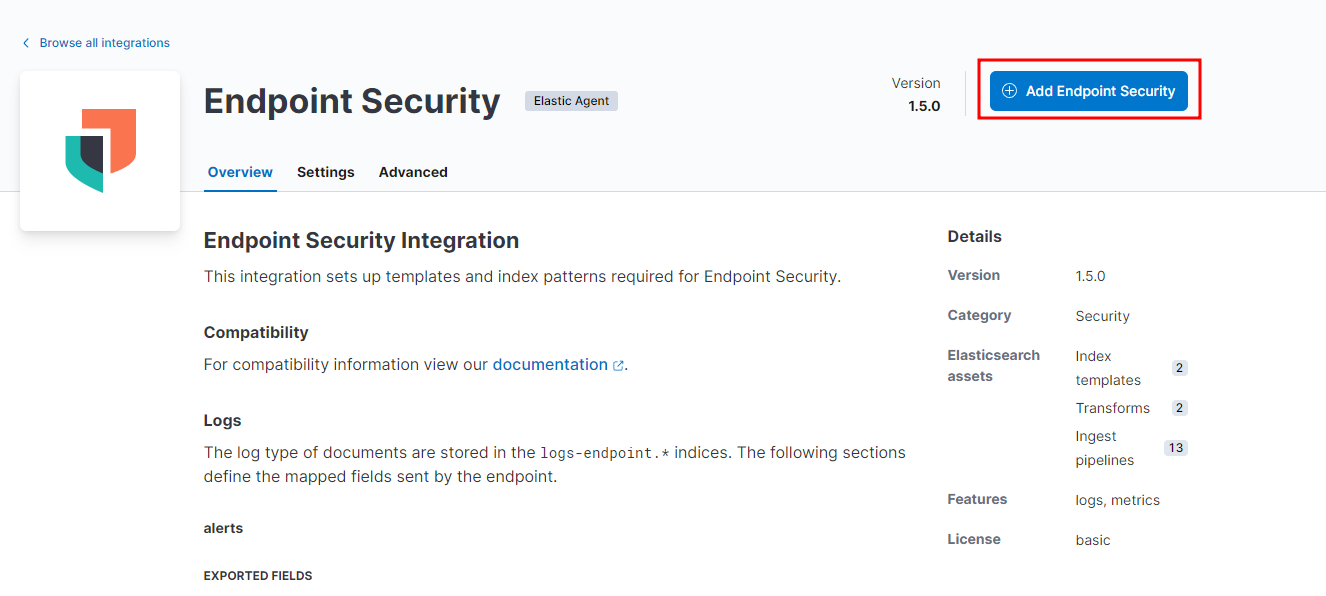 Browse all integrations
Endpoint Security
Elastic Agent
Version
1.5.0
Add Endpoint Security
Overview
Settings
Advanced
Endpoint Security Integration
This integration sets up templates and index patterns required for Endpoint Security.
Compatibility
For compatibility information view our documentation.
Logs
The log type of documents are stored in the logs-endpoint.* indices. The following sections
define the mapped fields sent by the endpoint.
alerts
EXPORTED FIELDS
Details
Version
1.5.0
Category
Security
Elasticsearch
assets
Index
templates
2
Transforms
2
Ingest
pipelines
13
Features
logs, metrics
License
basic